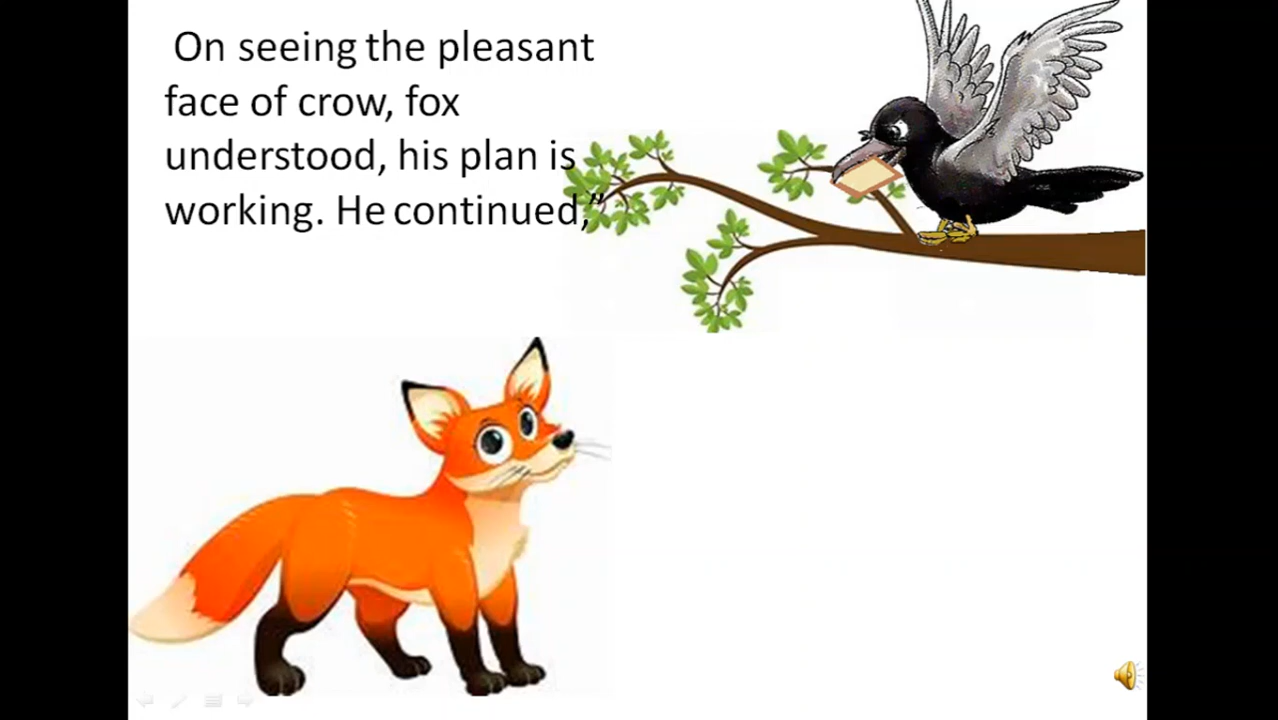 On seeing the pleasant
face of crow, fox
understood, his plan is
working. He continued,”